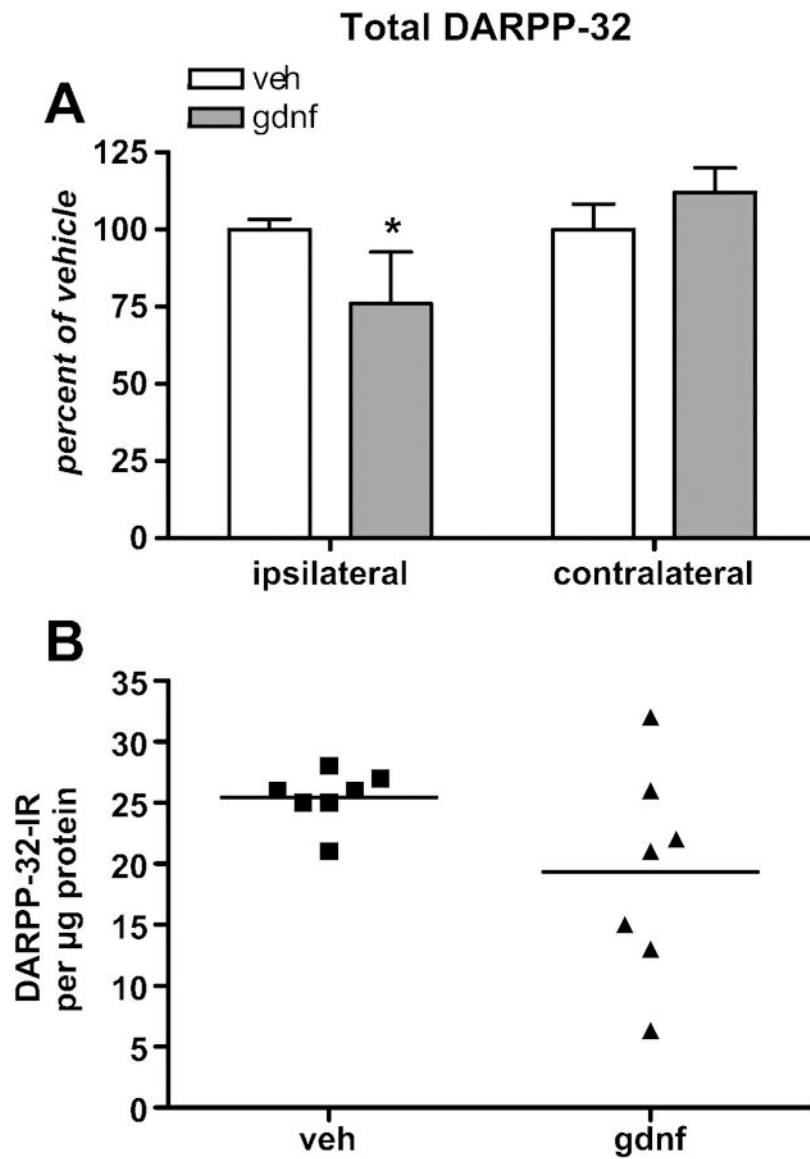 Total DARPP-32
A
veh
gdnf
percent of vehicle
125
100
75
50
25
0
*
ipsilateral
contralateral
B
DARPP-32-IR
per µg protein
35
30
25
20
15
10
5
0
veh
gdnf